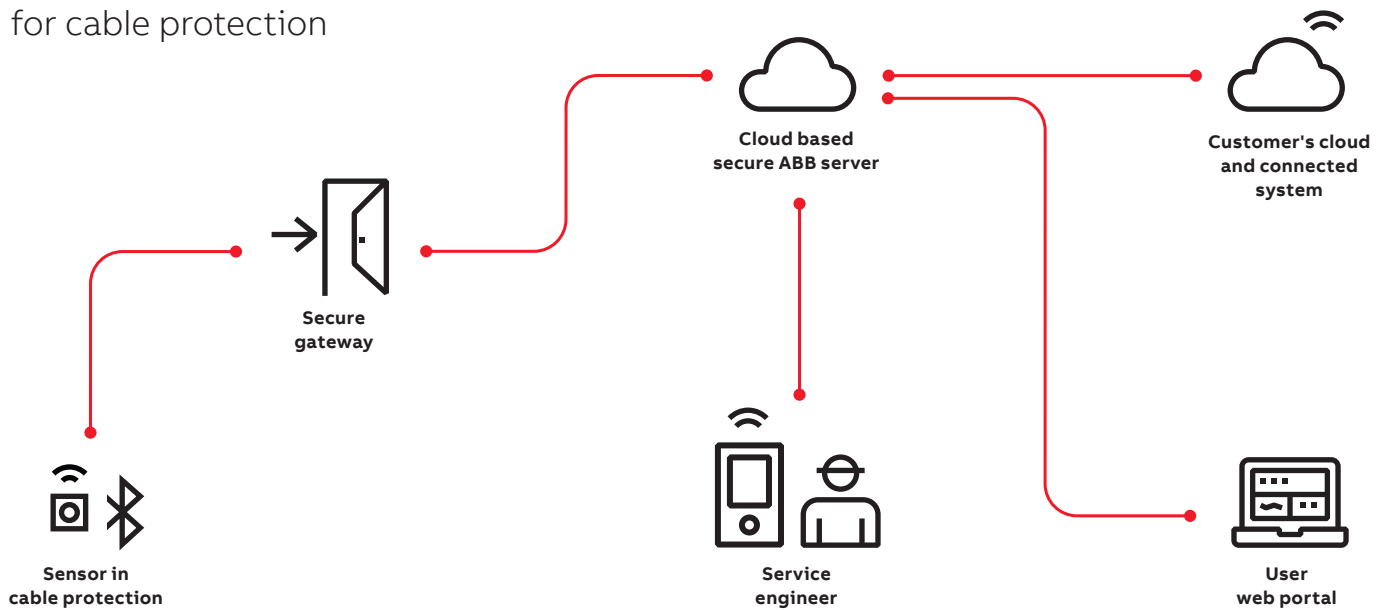 for cable protection
Cloud based
secure ABB server
Customer's cloud
and connected
system
Secure
gateway
Sensor in
cable protection
Service
engineer
User
web portal